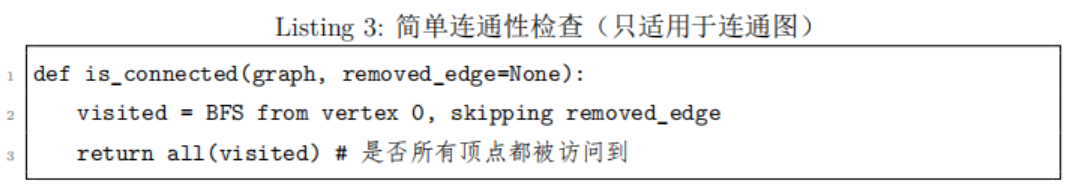 Listing 3: 简单连通性检查（只适用于连通图）
1 def is_connected(graph, removed_edge=None):
2 visited = BFS from vertex 0, skipping removed_edge
3 return all(visited) # 是否所有顶点都被访问到